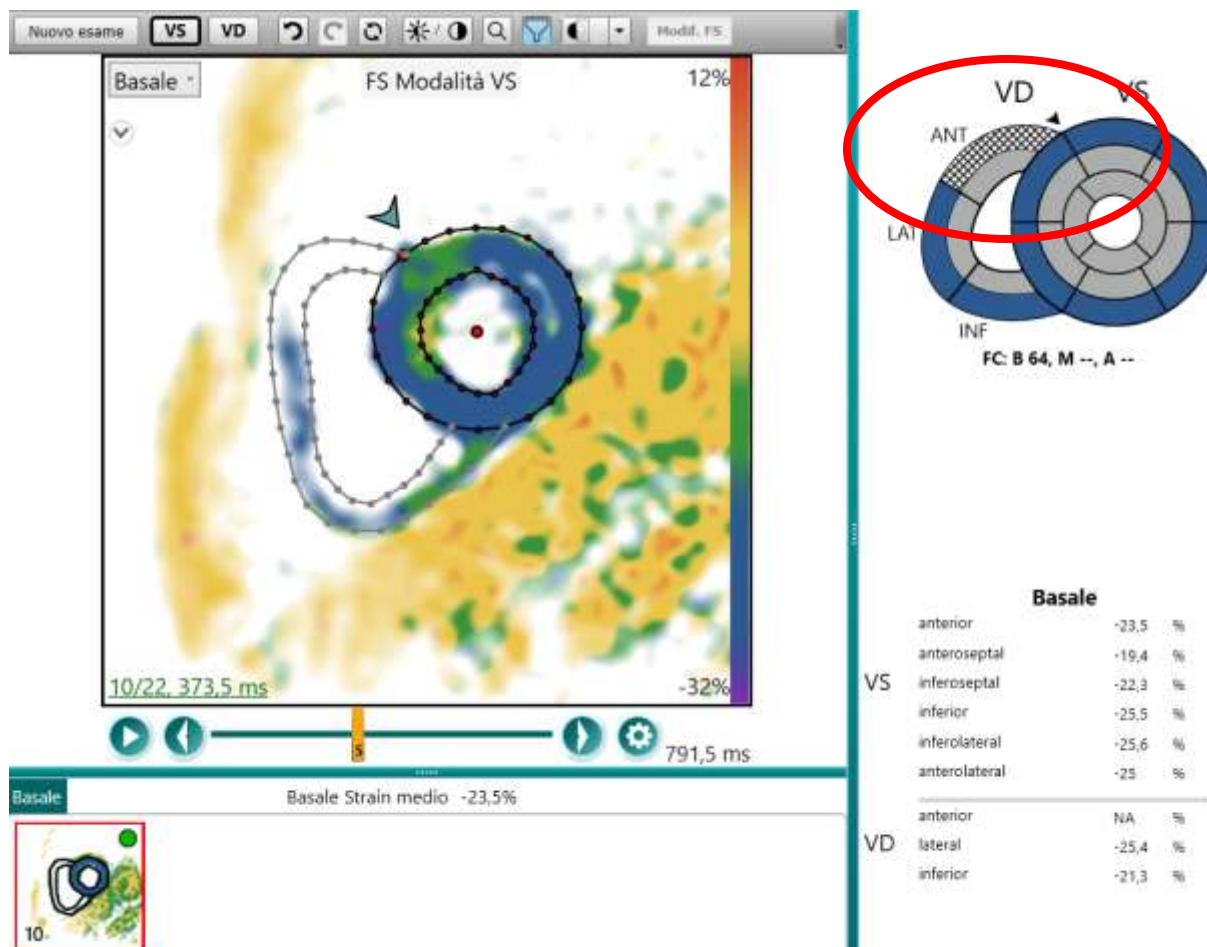 Nuovo esame VS VD Modif. FS
Basale FS Modalità VS 12%
10/22, 373,5 ms -32%
S
791,5 ms
Basale Basale Strain medio -23,5%
10
VD VS
ANT
LAT
INF
FC: B 64, M --, A --
Basale
VS
anterior -23,5 %
anteroseptal -19,4 %
inferoseptal -22,3 %
inferior -25,5 %
inferolateral -25,6 %
anterolateral -25 %
VD
anterior NA %
lateral -25,4 %
inferior -21,3 %